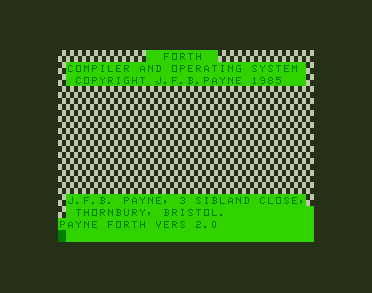 FORTH
COMPILER AND OPERATING SYSTEM
COPYRIGHT J.F.B.PAYNE 1985
J.F.B. PAYNE, 3 SIBLAND CLOSE,
THORNBURY, BRISTOL.
PAYNE FORTH VERS 2.0